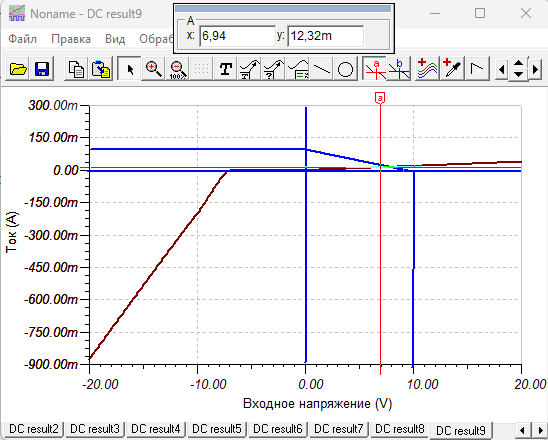 Noname - DC result9
A
x: 6,94 y: 12,32m
Файл Правка Вид Обраб
T ? ? a b
100%
a
300.00m
150.00m
0.00
-150.00m
-300.00m
-450.00m
-600.00m
-750.00m
-900.00m
Ток (A)
-20.00 -10.00 0.00 10.00 20.00
Входное напряжение (V)
DC result2 DC result3 DC result4 DC result5 DC result6 DC result7 DC result8 DC result9